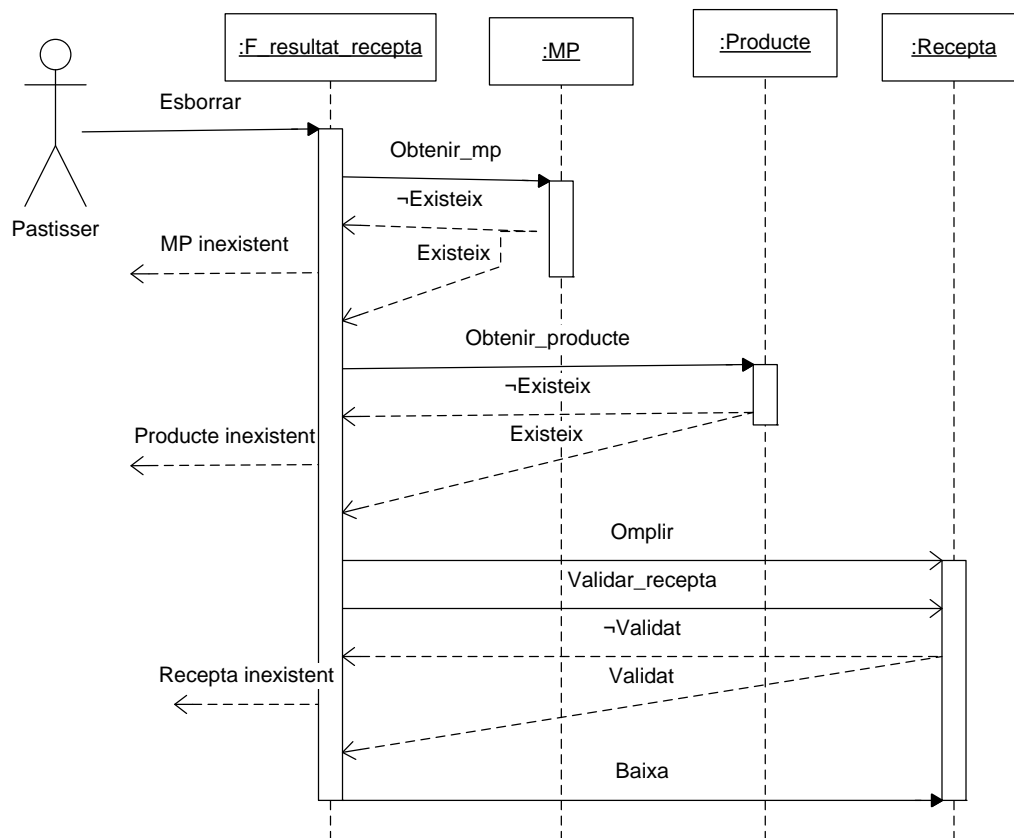 :F_resultat_recepta
:MP
:Producte
:Recepta
Esborrar
Obtenir_mp
Pastisser
¬Existeix
MP inexistent
Existeix
Obtenir_producte
¬Existeix
Producte inexistent
Existeix
Omplir
Validar_recepta
¬Validat
Recepta inexistent
Validat
Baixa